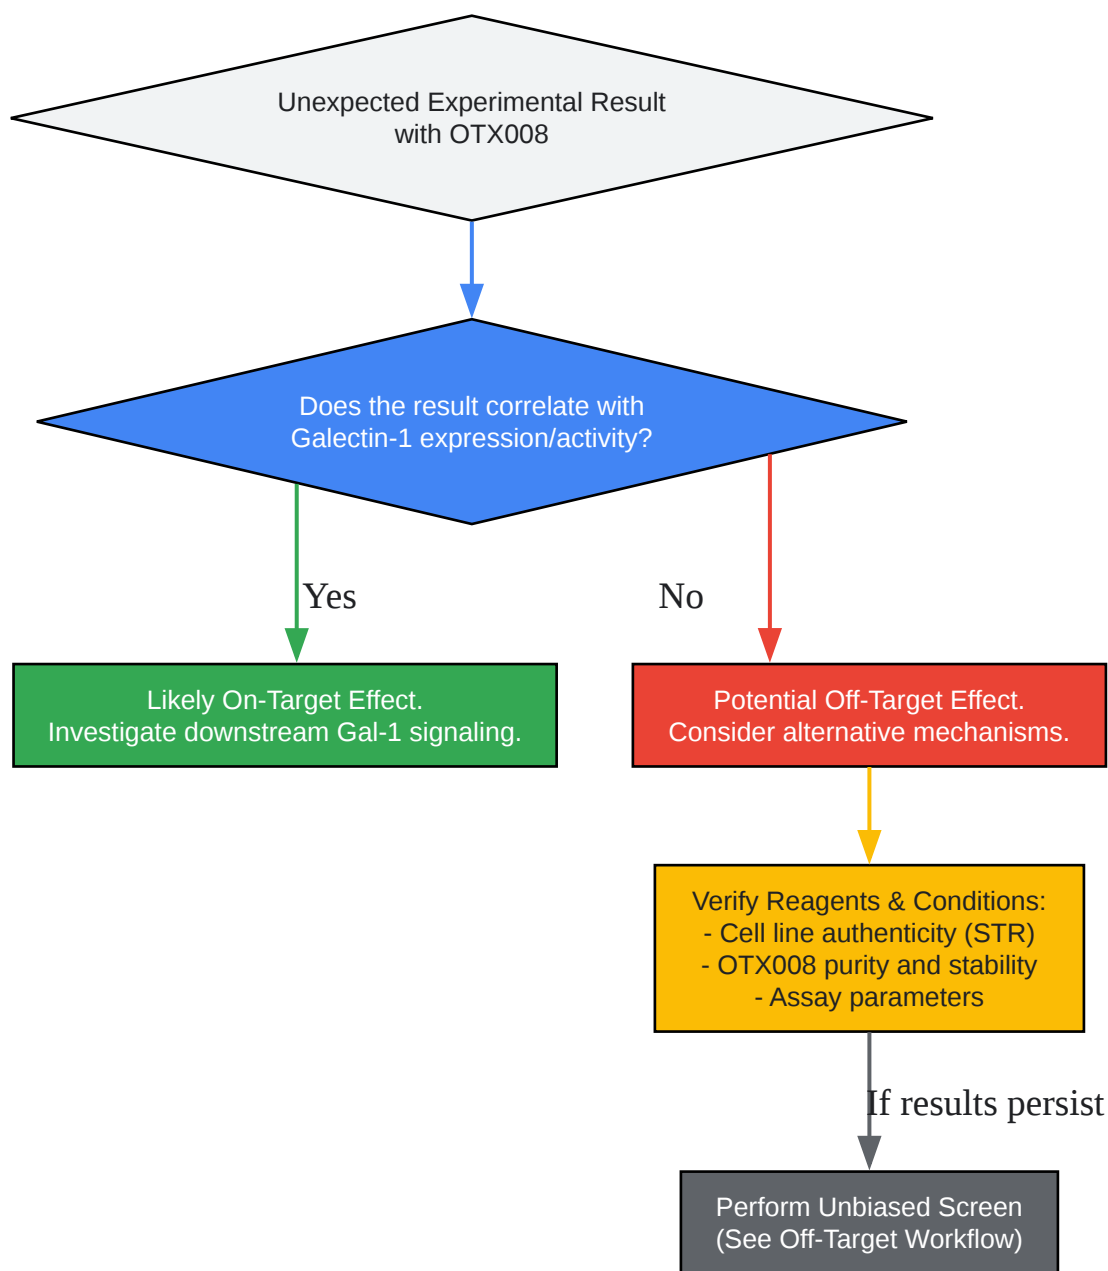 Unexpected Experimental Result
with OTX008
Does the result correlate with
Galectin-1 expression/activity?
Yes
No
Likely On-Target Effect.
Investigate downstream Gal-1 signaling.
Potential Off-Target Effect.
Consider alternative mechanisms.
Verify Reagents & Conditions:
- Cell line authenticity (STR)
- OTX008 purity and stability
- Assay parameters
If results persist
Perform Unbiased Screen
(See Off-Target Workflow)